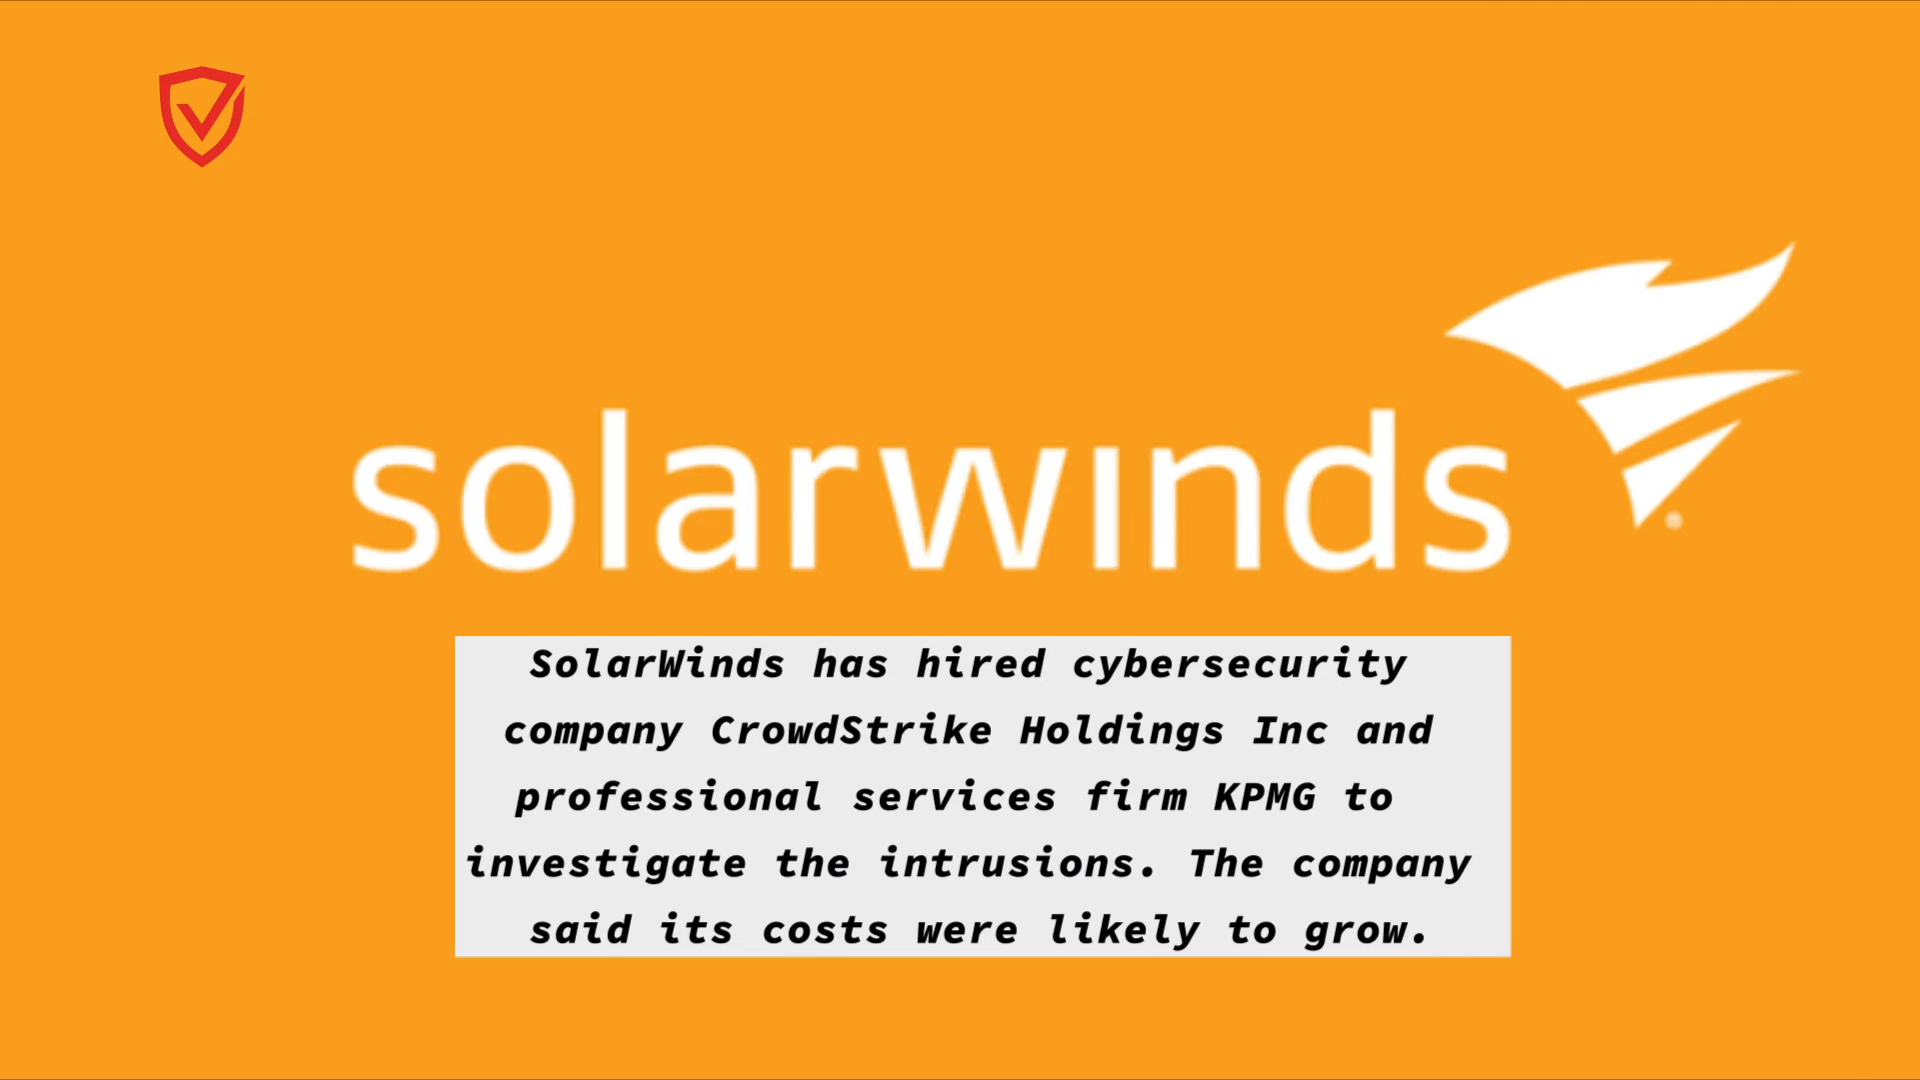 solarwinds
SolarWinds has hired cybersecurity
company CrowdStrike Holdings Inc and
professional services firm KPMG to
investigate the intrusions. The company
said its costs were likely to grow.